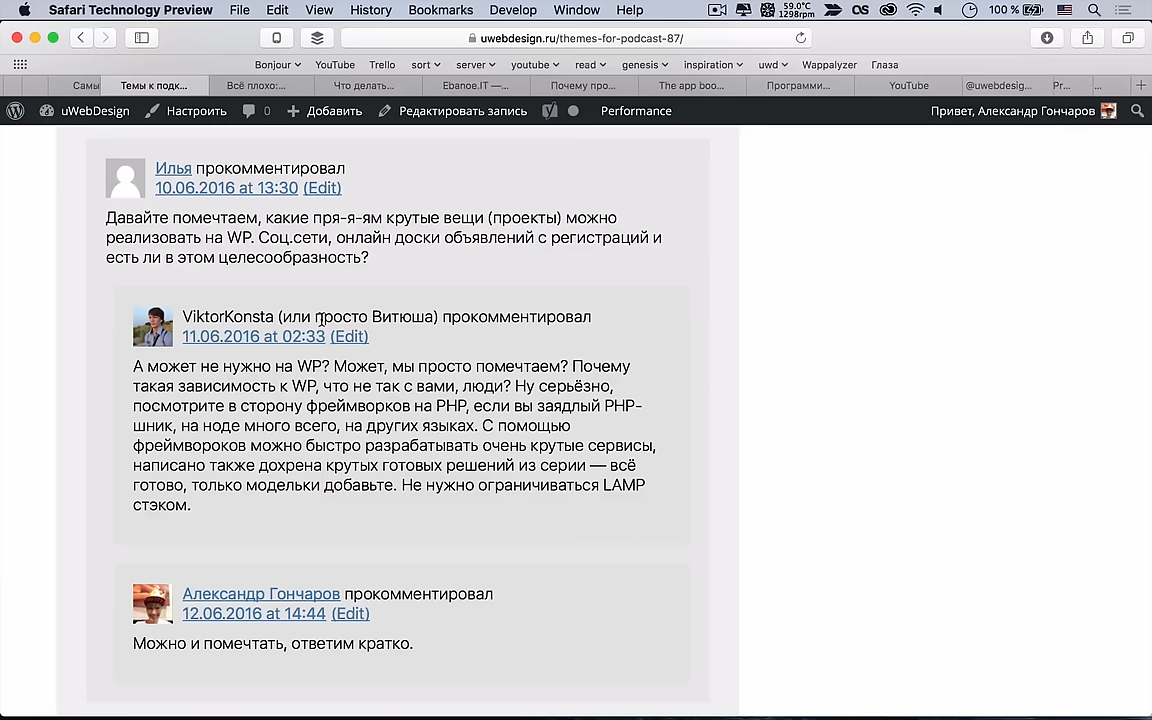 Safari Technology Preview File Edit View History Bookmarks Develop Window Help 59.0°C 1298rpm OS 100 %
uwebdesign.ru/themes-for-podcast-87/
Bonjour YouTube Trello sort server youtube read genesis inspiration uwd Wappalyzer Глаза
Самы Темы к подк... Всё плохо:... Что делать... Ebanoe.IT —... Почему про... The app boo... Программи... YouTube @uwebdesig... Pr... ...
uWebDesign Настроить 0 Добавить Редактировать запись Performance Привет, Александр Гончаров
Илья прокомментировал
10.06.2016 at 13:30 (Edit)
Давайте помечтаем, какие пря-я-ям крутые вещи (проекты) можно
реализовать на WP. Соц.сети, онлайн доски объявлений с регистраций и
есть ли в этом целесообразность?
ViktorKonsta (или просто Витюша) прокомментировал
11.06.2016 at 02:33 (Edit)
А может не нужно на WP? Может, мы просто помечтаем? Почему
такая зависимость к WP, что не так с вами, люди? Ну серьёзно,
посмотрите в сторону фреймворков на PHP, если вы заядлый PHP-
шник, на ноде много всего, на других языках. С помощью
фреймвороков можно быстро разрабатывать очень крутые сервисы,
написано также дохрена крутых готовых решений из серии — всё
готово, только модельки добавьте. Не нужно ограничиваться LAMP
стэком.
Александр Гончаров прокомментировал
12.06.2016 at 14:44 (Edit)
Можно и помечтать, ответим кратко.